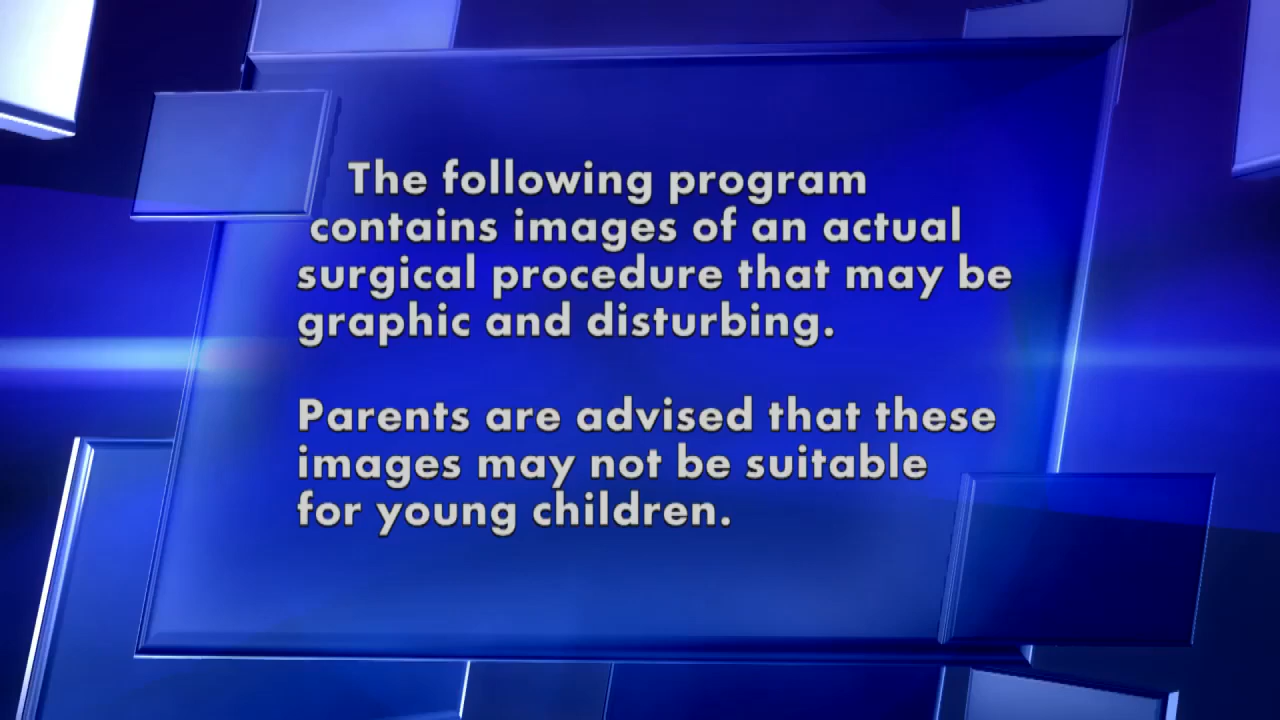 The following program
contains images of an actual
surgical procedure that may be
graphic and disturbing.
Parents are advised that these
images may not be suitable
for young children.